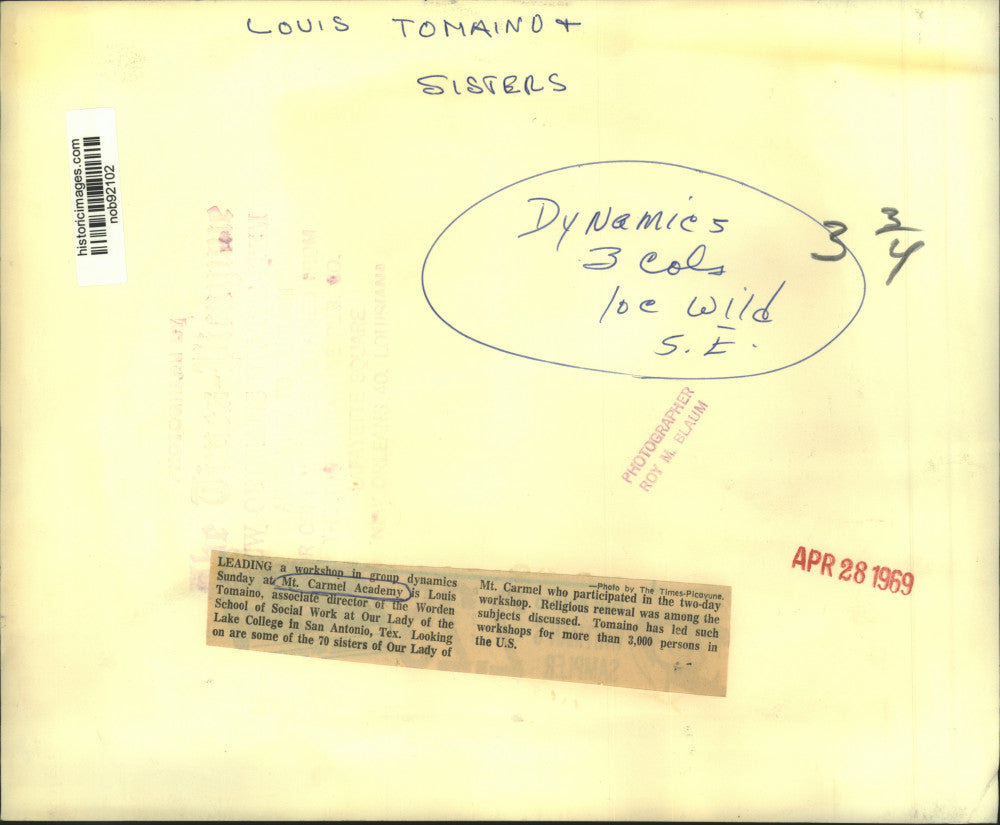 LOUIS TOMAINO +
SISTERS
historicimages.com
nob92102
Dynamics
3 cols
loc wild
S. E.
3 3/4
PHOTOGRAPHER
ROY M. BLAUM
APR 28 1969
LEADING a workshop in group dynamics
Sunday at Mt. Carmel Academy is Louis
Tomaino, associate director of the Worden
School of Social Work at Our Lady of the
Lake College in San Antonio, Tex. Looking
on are some of the 70 sisters of Our Lady of
—Photo by The Times-Picayune.
Mt. Carmel who participated in the two-day
workshop. Religious renewal was among the
subjects discussed. Tomaino has led such
workshops for more than 3,000 persons in
the U.S.